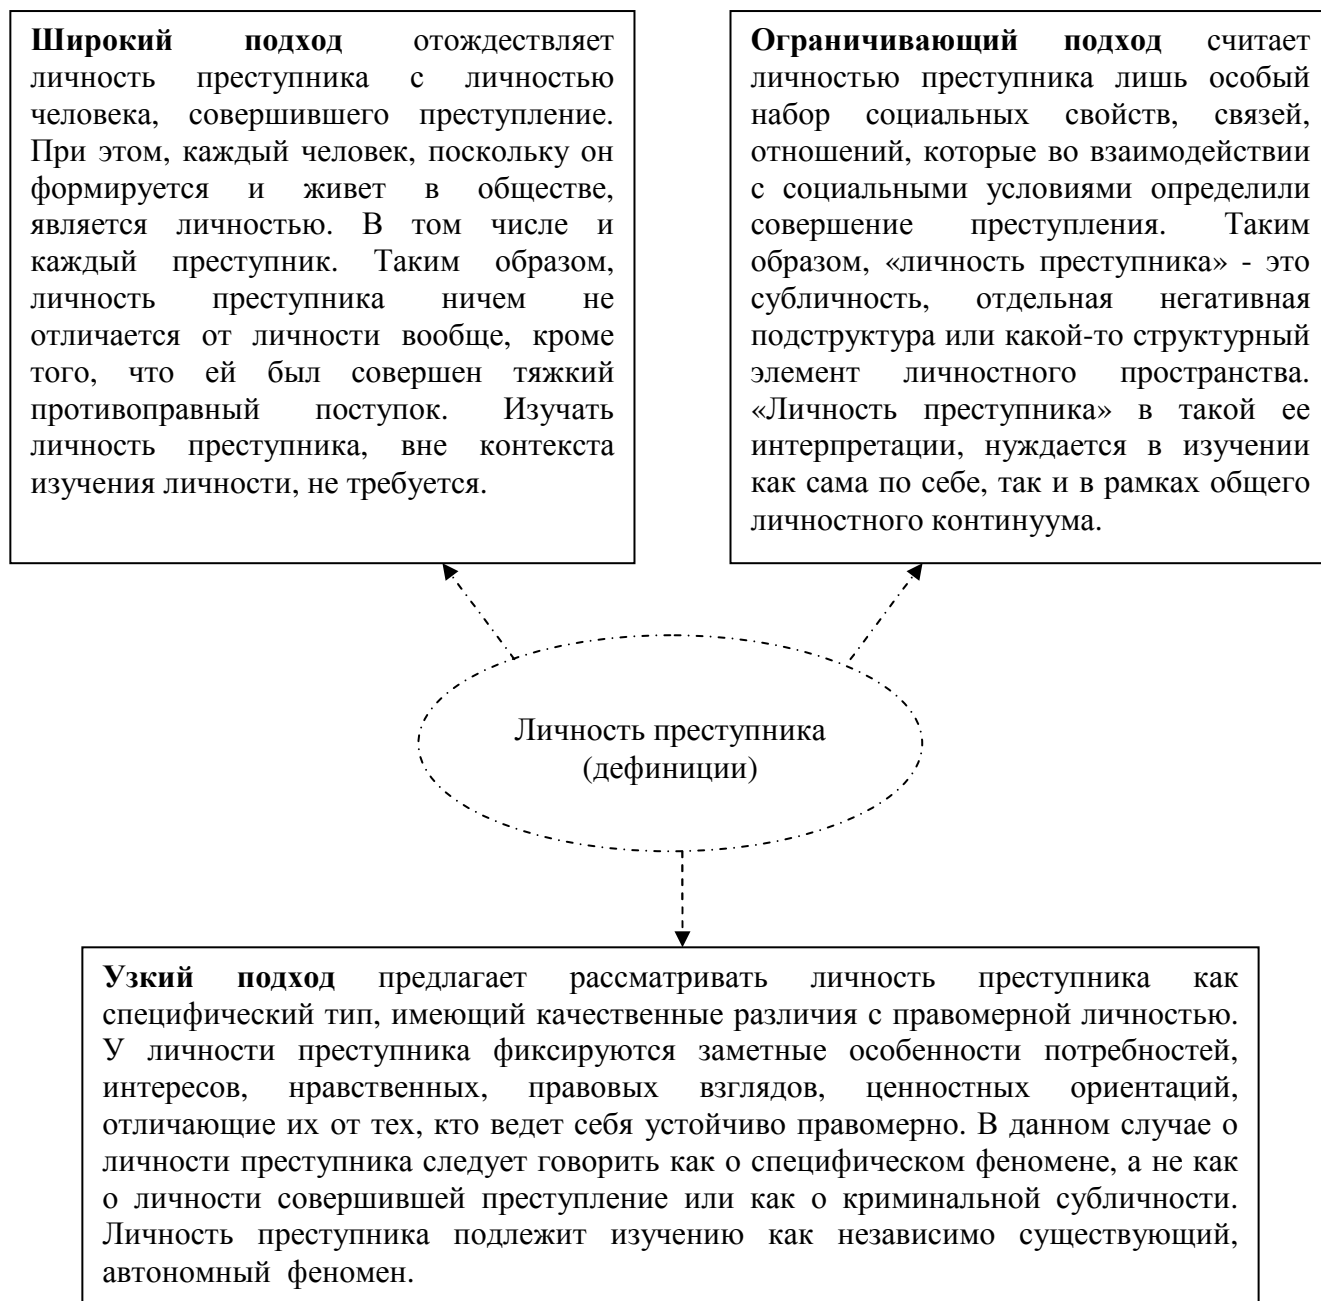 Широкий подход отождествляет
личность преступника с личностью
человека, совершившего преступление.
При этом, каждый человек, поскольку он
формируется и живет в обществе,
является личностью. В том числе и
каждый преступник. Таким образом,
личность преступника ничем не
отличается от личности вообще, кроме
того, что ей был совершен тяжкий
противоправный поступок. Изучать
личность преступника, вне контекста
изучения личности, не требуется.
Ограничивающий подход считает
личностью преступника лишь особый
набор социальных свойств, связей,
отношений, которые во взаимодействии
с социальными условиями определили
совершение преступления. Таким
образом, «личность преступника» - это
субличность, отдельная негативная
подструктура или какой-то структурный
элемент личностного пространства.
«Личность преступника» в такой ее
интерпретации, нуждается в изучении
как сама по себе, так и в рамках общего
личностного континуума.
Личность преступника
(дефиниции)
Узкий подход предлагает рассматривать личность преступника как
специфический тип, имеющий качественные различия с правомерной личностью.
У личности преступника фиксируются заметные особенности потребностей,
интересов, нравственных, правовых взглядов, ценностных ориентаций,
отличающие их от тех, кто ведет себя устойчиво правомерно. В данном случае о
личности преступника следует говорить как о специфическом феномене, а не как
о личности совершившей преступление или как о криминальной субличности.
Личность преступника подлежит изучению как независимо существующий,
автономный феномен.